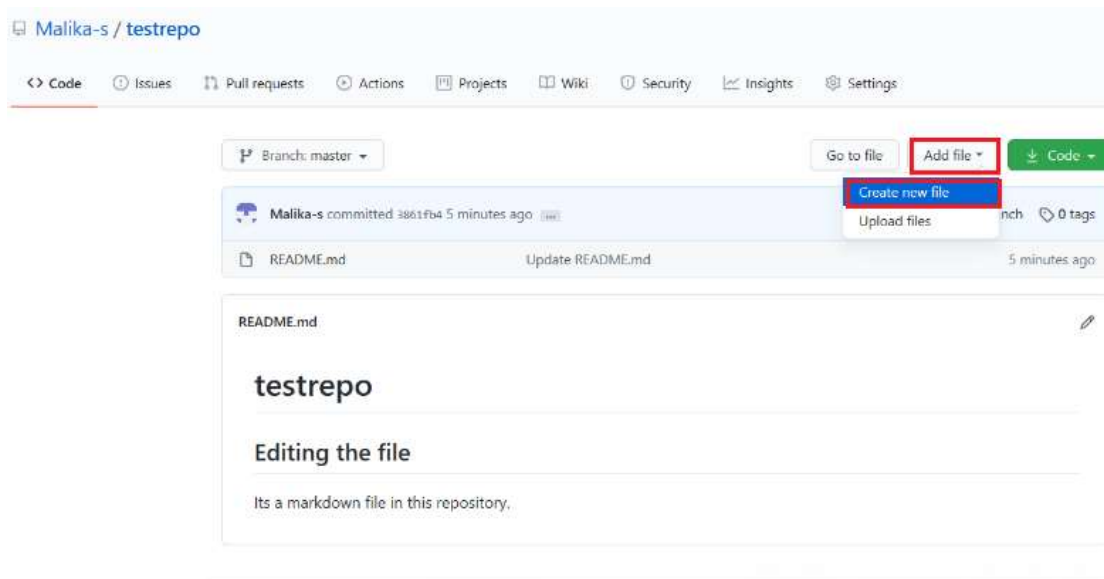 Malika-s / testrepo
<> Code Issues Pull requests Actions Projects Wiki Security Insights Settings
Branch: master Go to file Add file Code
Create new file
Malika-s committed 3861fb4 5 minutes ago ... nch 0 tags
Upload files
README.md Update README.md 5 minutes ago
README.md
testrepo
Editing the file
Its a markdown file in this repository.